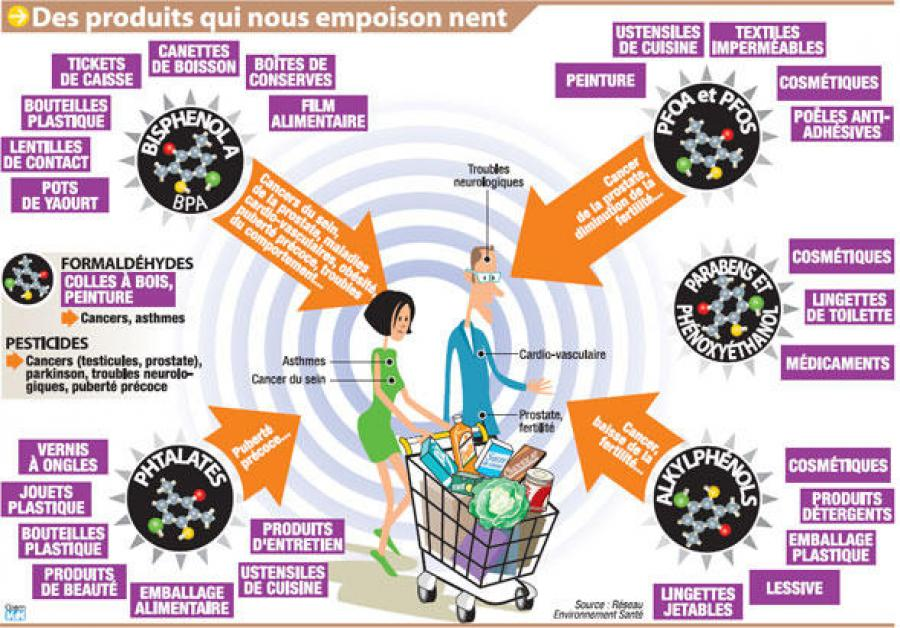 Des produits qui nous empoison nent
TICKETS
DE CAISSE
CANETTES
DE BOISSON
BOÎTES DE
CONSERVES
BOUTEILLES
PLASTIQUE
FILM
ALIMENTAIRE
LENTILLES
DE CONTACT
POTS
DE YAOURT
BISPHENOL A
BPA
Cancers du sein,
de la prostate, maladies
cardio-vasculaires, obésité,
puberté précoce, troubles
du comportement...
USTENSILES
DE CUISINE
TEXTILES
IMPERMÉABLES
PEINTURE
COSMÉTIQUES
POÊLES ANTI-
ADHÉSIVES
PFOA et PFOS
Cancer
de la prostate,
diminution de la
fertilité...
Troubles
neurologiques
FORMALDÉHYDES
COLLES À BOIS,
PEINTURE
Cancers, asthmes
PESTICIDES
Cancers (testicules, prostate),
parkinson, troubles neurolo-
giques, puberté précoce
PARABENS ET
PHENOXYÉTHANOL
COSMÉTIQUES
LINGETTES
DE TOILETTE
MÉDICAMENTS
Asthmes
Cancer du sein
Cardio-vasculaire
Prostate,
fertilité
Puberté
précoce...
PHTALATES
VERNIS
À ONGLES
JOUETS
PLASTIQUE
BOUTEILLES
PLASTIQUE
PRODUITS
DE BEAUTÉ
EMBALLAGE
ALIMENTAIRE
PRODUITS
D'ENTRETIEN
USTENSILES
DE CUISINE
Cancer,
baisse de la
fertilité...
ALKYLPHÉNOLS
COSMÉTIQUES
PRODUITS
DÉTERGENTS
EMBALLAGE
PLASTIQUE
LESSIVE
LINGETTES
JETABLES
Source : Réseau
Environnement Santé